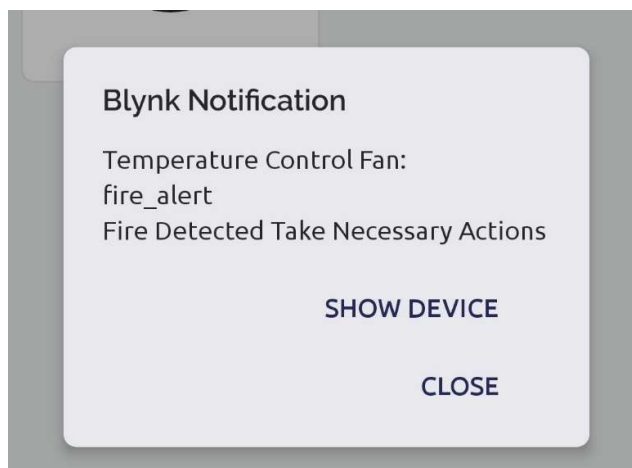 Blynk Notification
Temperature Control Fan:
fire_alert
Fire Detected Take Necessary Actions
SHOW DEVICE
CLOSE